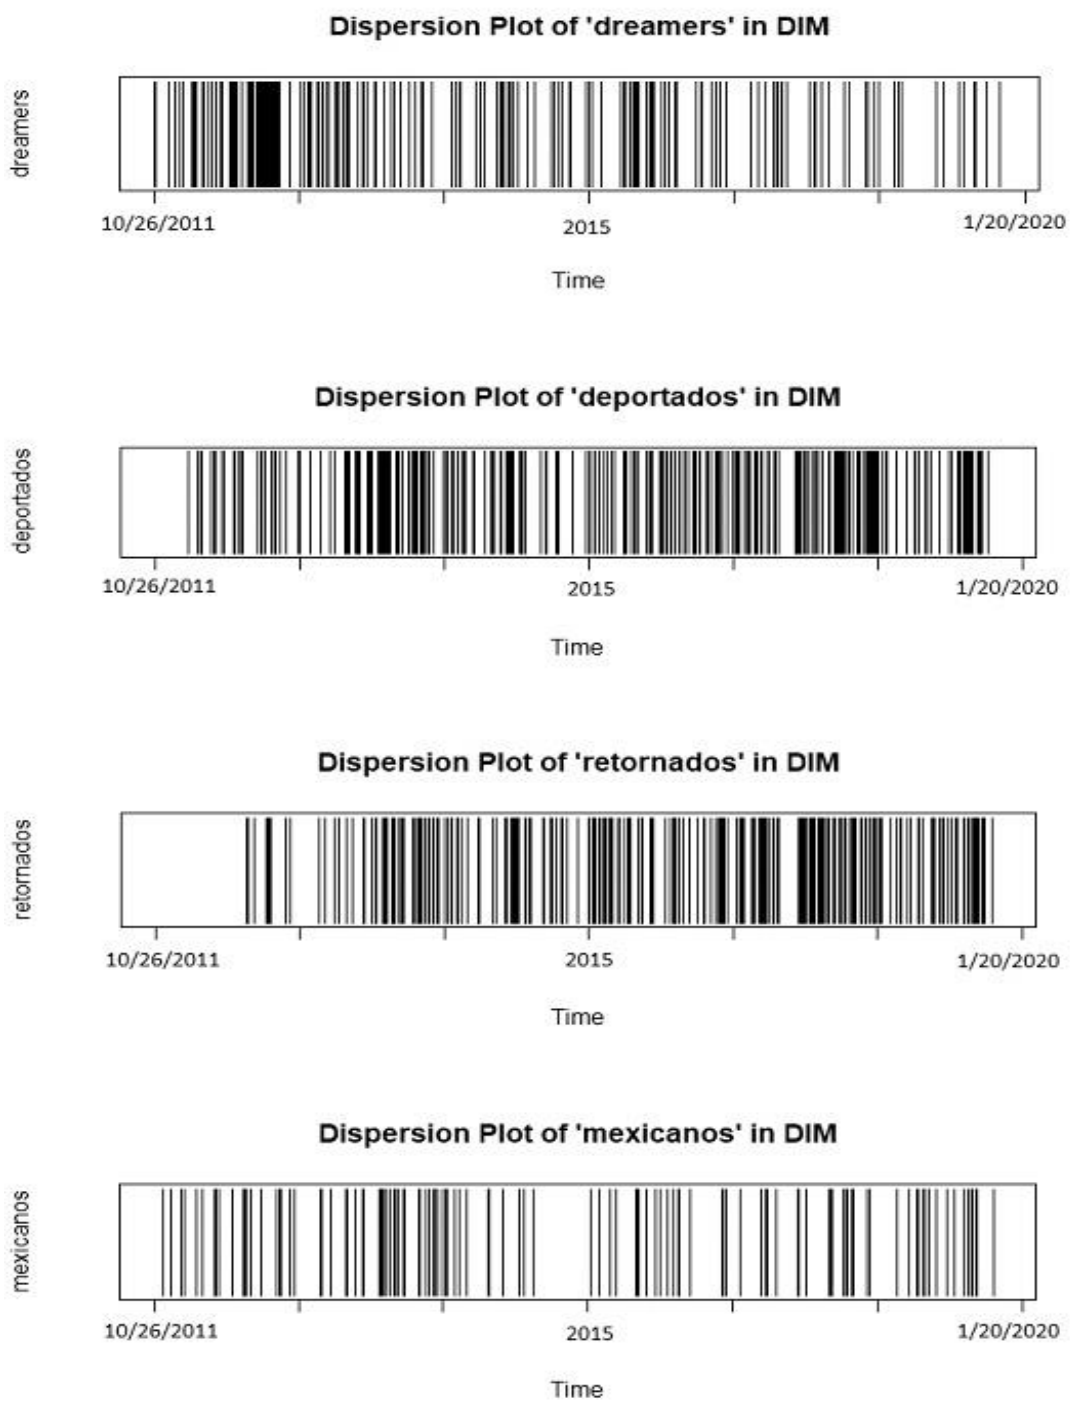 Dispersion Plot of 'dreamers' in DIM
dreamers
10/26/2011 2015 1/20/2020
Time
Dispersion Plot of 'deportados' in DIM
deportados
10/26/2011 2015 1/20/2020
Time
Dispersion Plot of 'retornados' in DIM
retornados
10/26/2011 2015 1/20/2020
Time
Dispersion Plot of 'mexicanos' in DIM
mexicanos
10/26/2011 2015 1/20/2020
Time